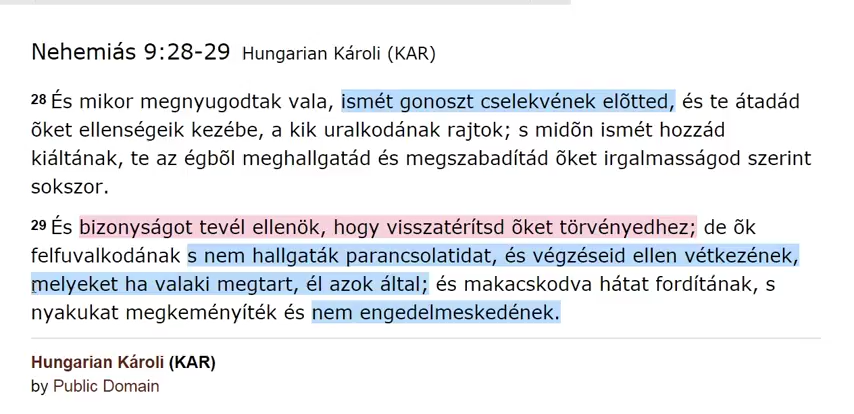 Nehemiás 9:28-29 Hungarian Károli (KAR)
28 És mikor megnyugodtak vala, ismét gonoszt cselekvének elõtted, és te átadád
õket ellenségeik kezébe, a kik uralkodának rajtok; s midõn ismét hozzád
kiáltának, te az égbõl meghallgatád és megszabadítád õket irgalmasságod szerint
sokszor.
29 És bizonyságot tevél ellenök, hogy visszatérítsd õket törvényedhez; de õk
felfuvalkodának s nem hallgaták parancsolatidat, és végzéseid ellen vétkezének,
melyeket ha valaki megtart, él azok által; és makacskodva hátat fordítának, s
nyakukat megkeményíték és nem engedelmeskedének.
Hungarian Károli (KAR)
by Public Domain